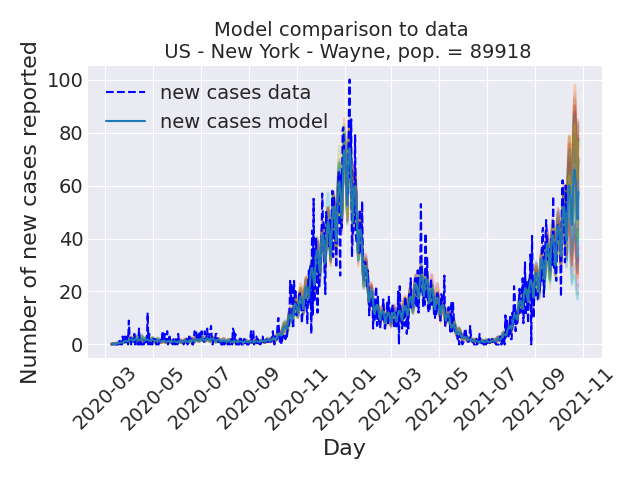 Model comparison to data
US - New York - Wayne, pop. = 89918
Number of new cases reported
100
80
60
40
20
0
new cases data
new cases model
2020-03
2020-05
2020-07
2020-09
2020-11
2021-01
2021-03
2021-05
2021-07
2021-09
2021-11
Day